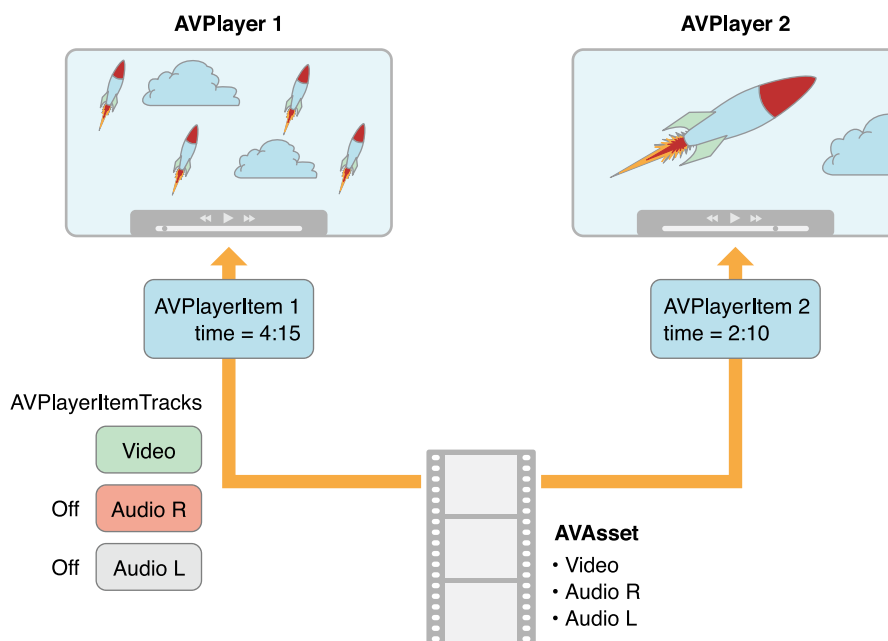 AVPlayer 1
AVPlayer 2
AVPlayerItem 1
time = 4:15
AVPlayerItem 2
time = 2:10
AVPlayerItemTracks
Video
Off Audio R
Off Audio L
AVAsset
• Video
• Audio R
• Audio L